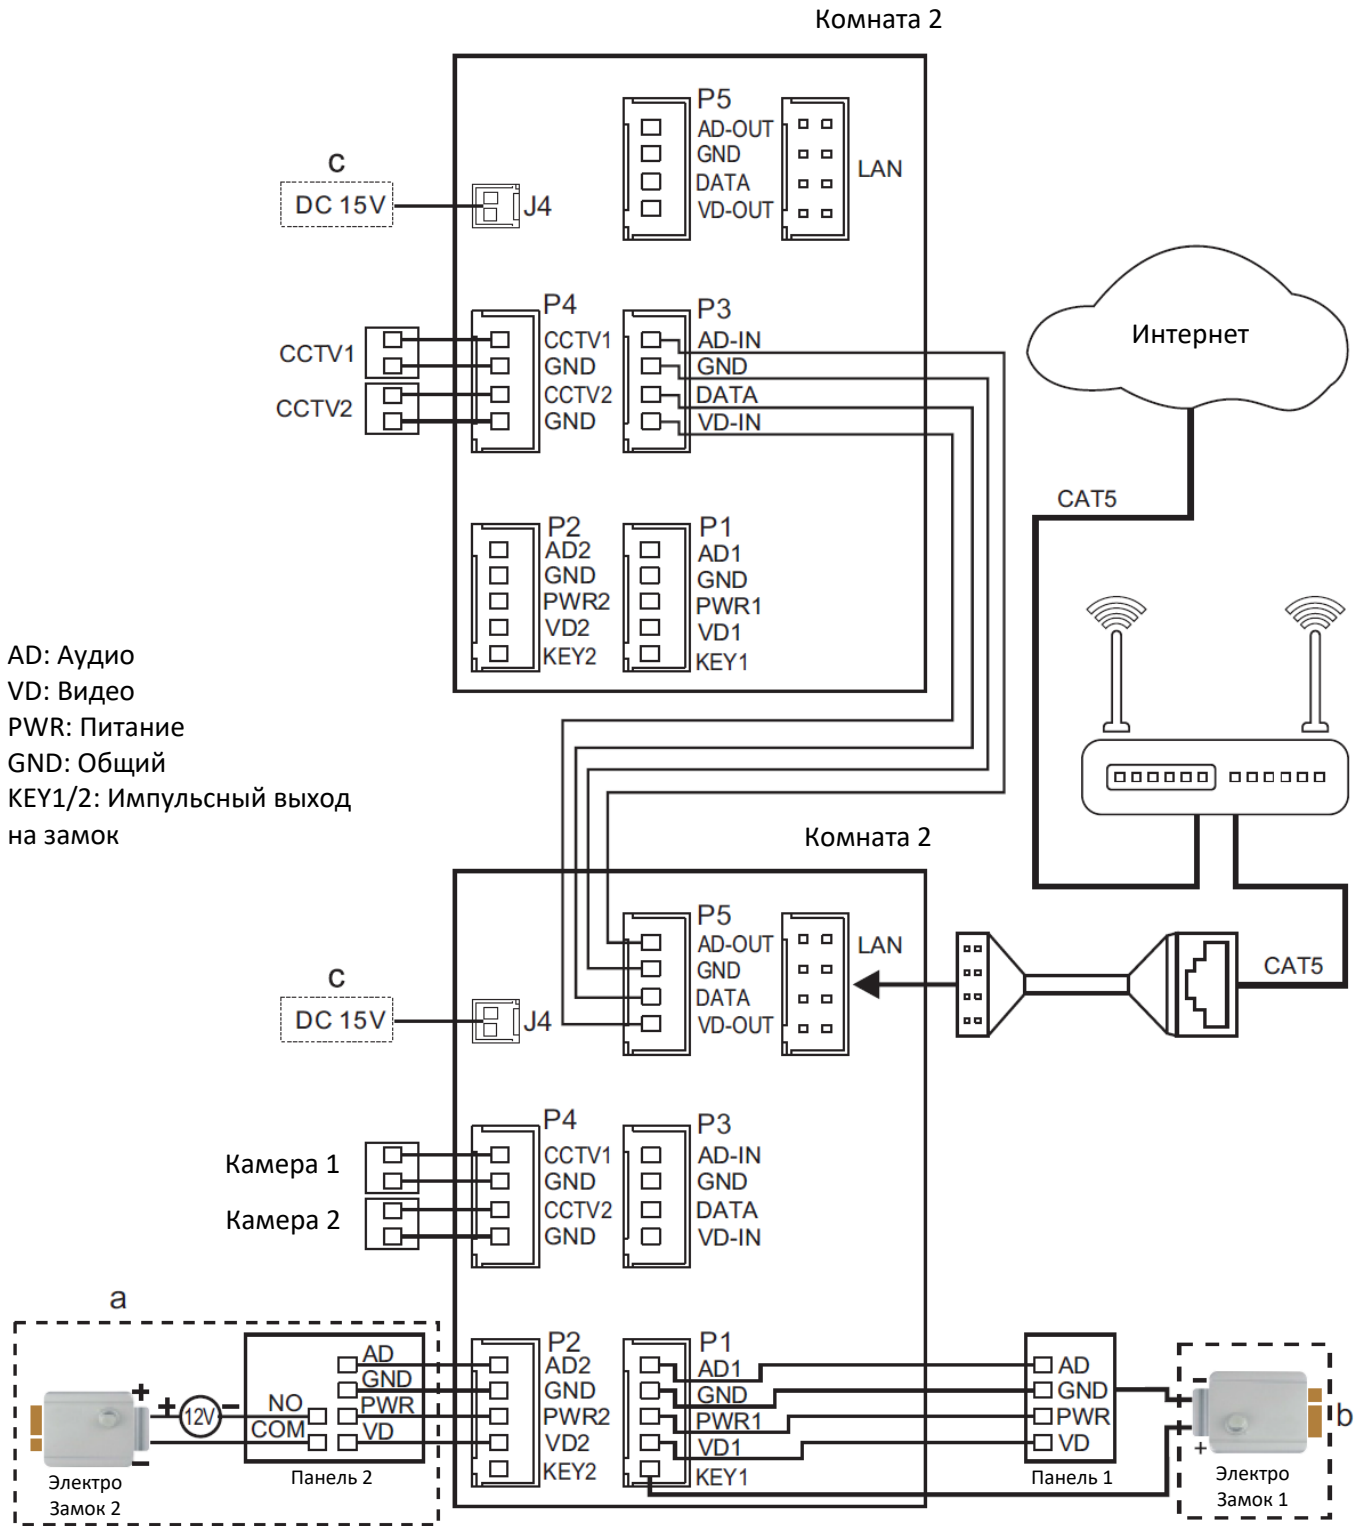 Комната 2
P5
AD-OUT
GND
DATA
VD-OUT
LAN
c
DC 15V
J4
P4
CCTV1
GND
CCTV2
GND
CCTV1
CCTV2
P3
AD-IN
GND
DATA
VD-IN
Интернет
CAT5
P2
AD2
GND
PWR2
VD2
KEY2
P1
AD1
GND
PWR1
VD1
KEY1
AD: Аудио
VD: Видео
PWR: Питание
GND: Общий
KEY1/2: Импульсный выход
на замок
Комната 2
P5
AD-OUT
GND
DATA
VD-OUT
LAN
CAT5
c
DC 15V
J4
P4
CCTV1
GND
CCTV2
GND
Камера 1
Камера 2
P3
AD-IN
GND
DATA
VD-IN
a
+
+
12V
-
-
NO
COM
AD
GND
PWR
VD
Панель 2
Электро
Замок 2
P2
AD2
GND
PWR2
VD2
KEY2
P1
AD1
GND
PWR1
VD1
KEY1
AD
GND
PWR
VD
Панель 1
-
+
b
Электро
Замок 1